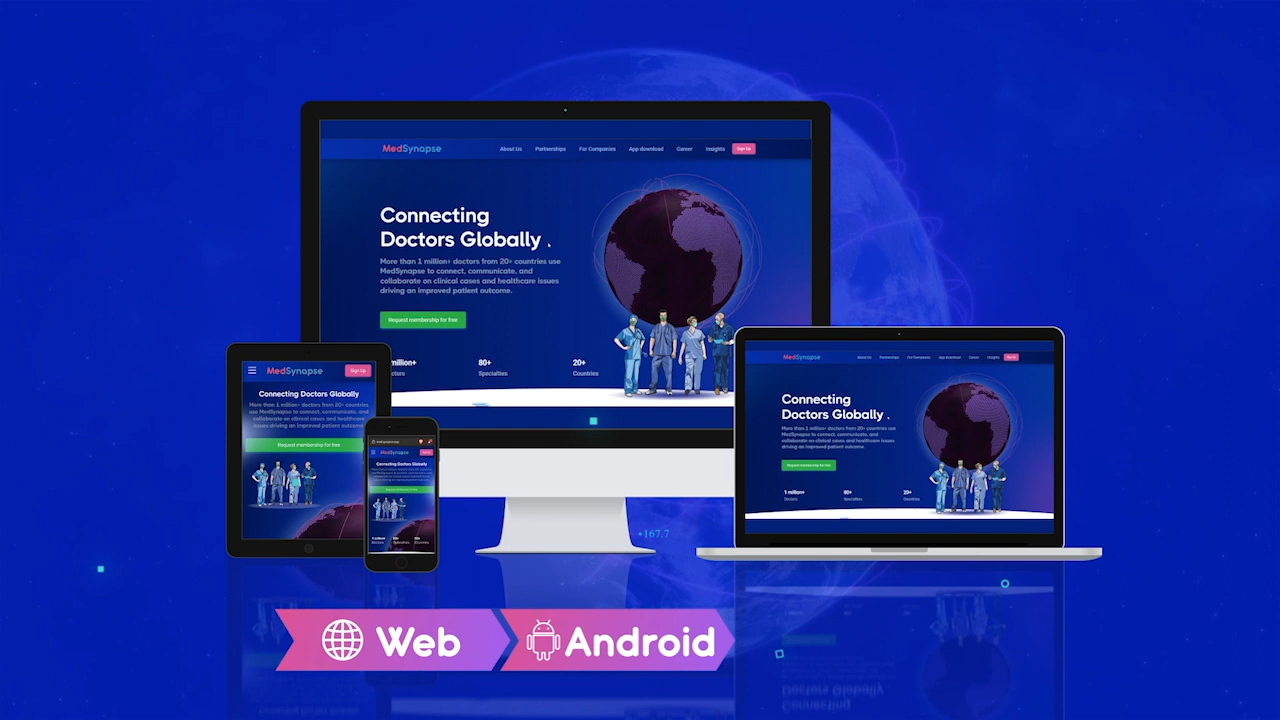 MedSynapse
About Us Partnerships For Companies App download Career Insights Sign Up
Connecting
Doctors Globally .
More than 1 million+ doctors from 20+ countries use
MedSynapse to connect, communicate, and
collaborate on clinical cases and healthcare issues
driving an improved patient outcome.
Request membership for free
million+ 80+ 20+
ctors Specialties Countries
MedSynapse Sign Up
Connecting Doctors Globally
More than 1 million+ doctors from 20+ countries
use MedSynapse to connect, communicate, and
collaborate on clinical cases and healthcare issues
driving an improved patient outcome.
Request membership for free
MedSynapse
Connecting Doctors Globally
1 million+
Doctors Specialties Countries
MedSynapse
About Us Partnerships For Companies App download Career Insights Sign Up
Connecting
Doctors Globally .
More than 1 million+ doctors from 20+ countries use
MedSynapse to connect, communicate, and
collaborate on clinical cases and healthcare issues
driving an improved patient outcome.
Request membership for free
1 million+ 80+ 20+
Doctors Specialties Countries
+167.7
Web
Android